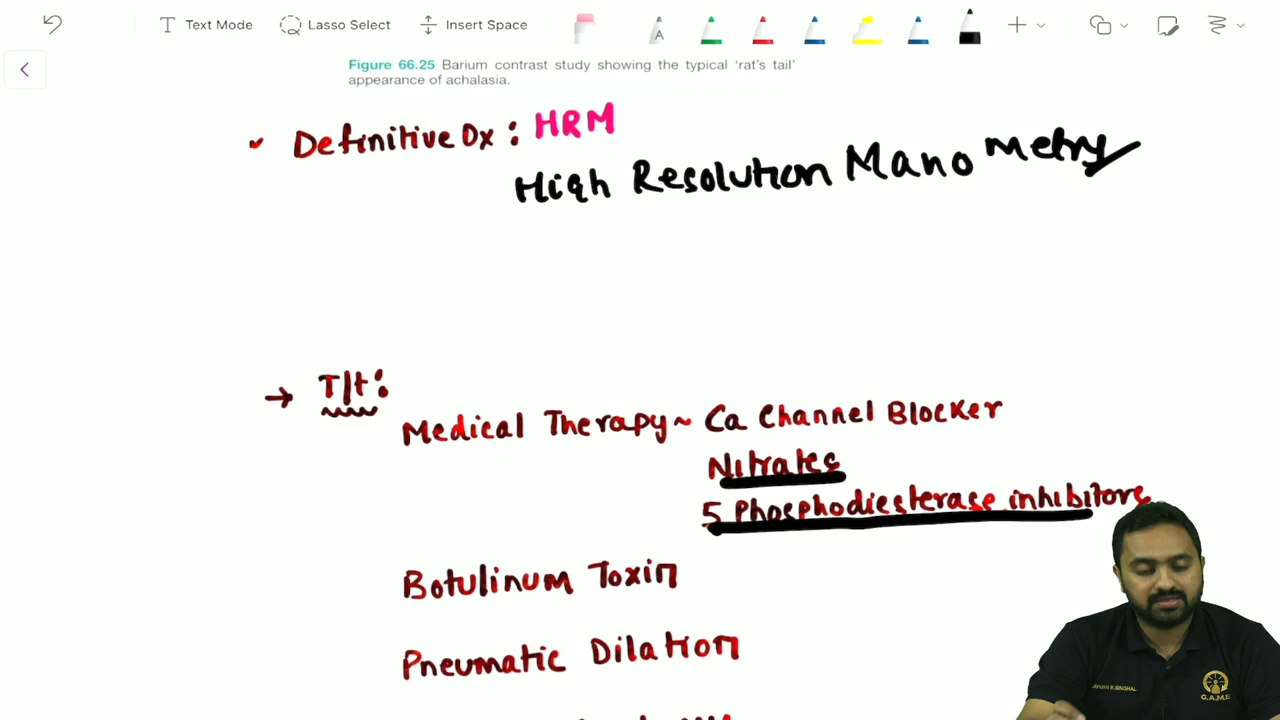 Text Mode Lasso Select Insert Space
Figure 66.25 Barium contrast study showing the typical 'rat's tail'
appearance of achalasia.
Definitive Dx : HRM
High Resolution Manometry
→ T/t:
Medical Therapy ~ Ca Channel Blocker
Nitrates
5 Phosphodiesterase inhibitors
Botulinum Toxin
Pneumatic Dilation
G.A.M.E